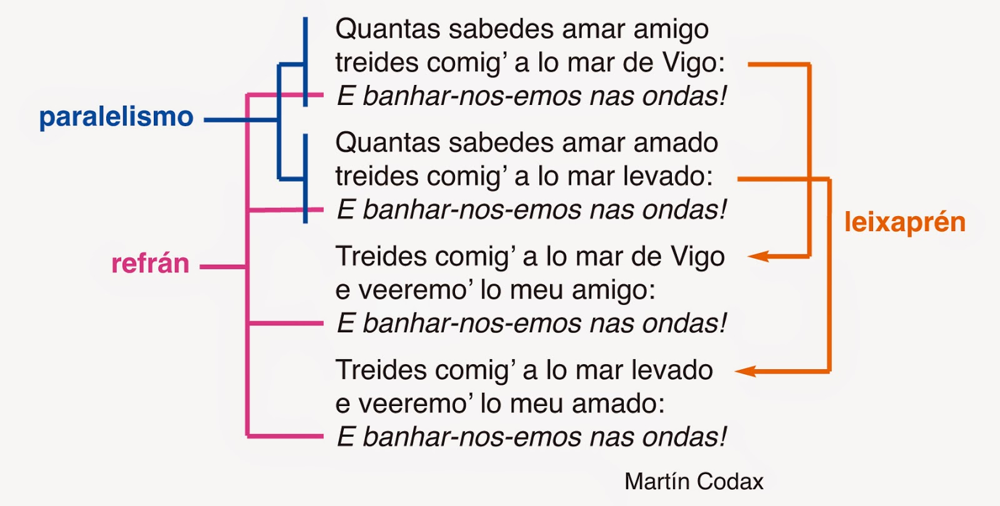 Quantas sabedes amar amigo
treides comig’ a lo mar de Vigo:
E banhar-nos-emos nas ondas!
paralelismo
Quantas sabedes amar amado
treides comig’ a lo mar levado:
E banhar-nos-emos nas ondas!
leixaprén
refrán
Treides comig’ a lo mar de Vigo
e veeremo’ lo meu amigo:
E banhar-nos-emos nas ondas!
Treides comig’ a lo mar levado
e veeremo’ lo meu amado:
E banhar-nos-emos nas ondas!
Martín Codax